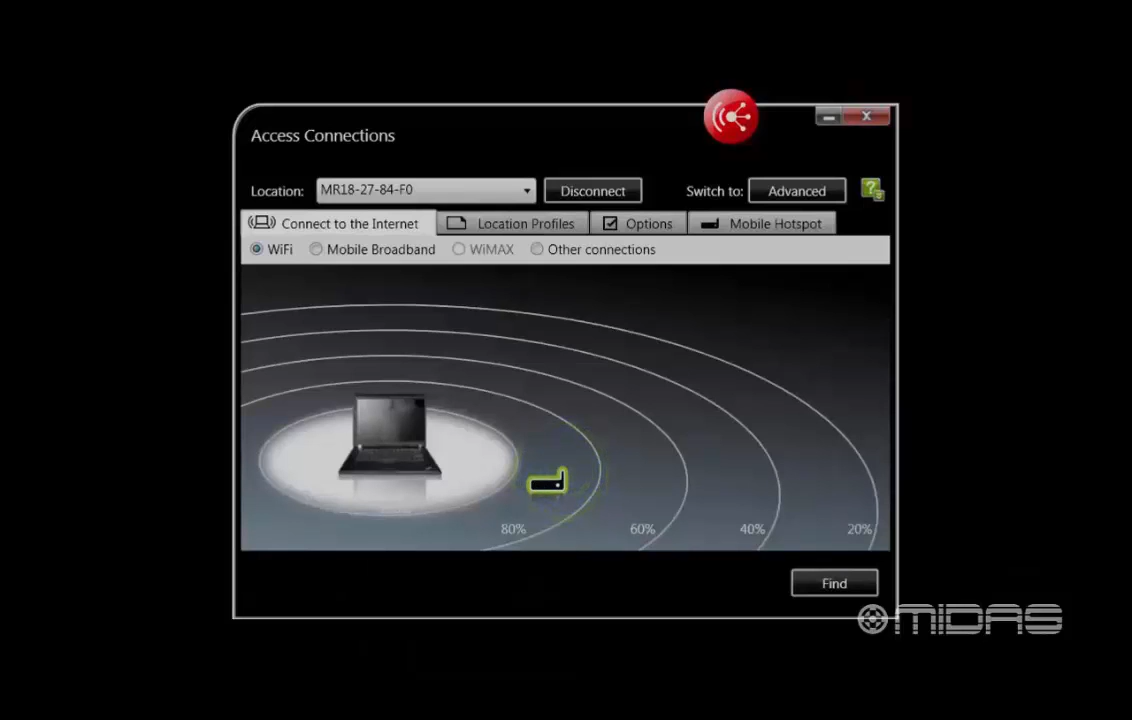 Access Connections
X
Location: MR18-27-84-F0 Disconnect Switch to: Advanced ?
Connect to the Internet Location Profiles Options Mobile Hotspot
WiFi Mobile Broadband WiMAX Other connections
80% 60% 40% 20%
Find
MIDAS